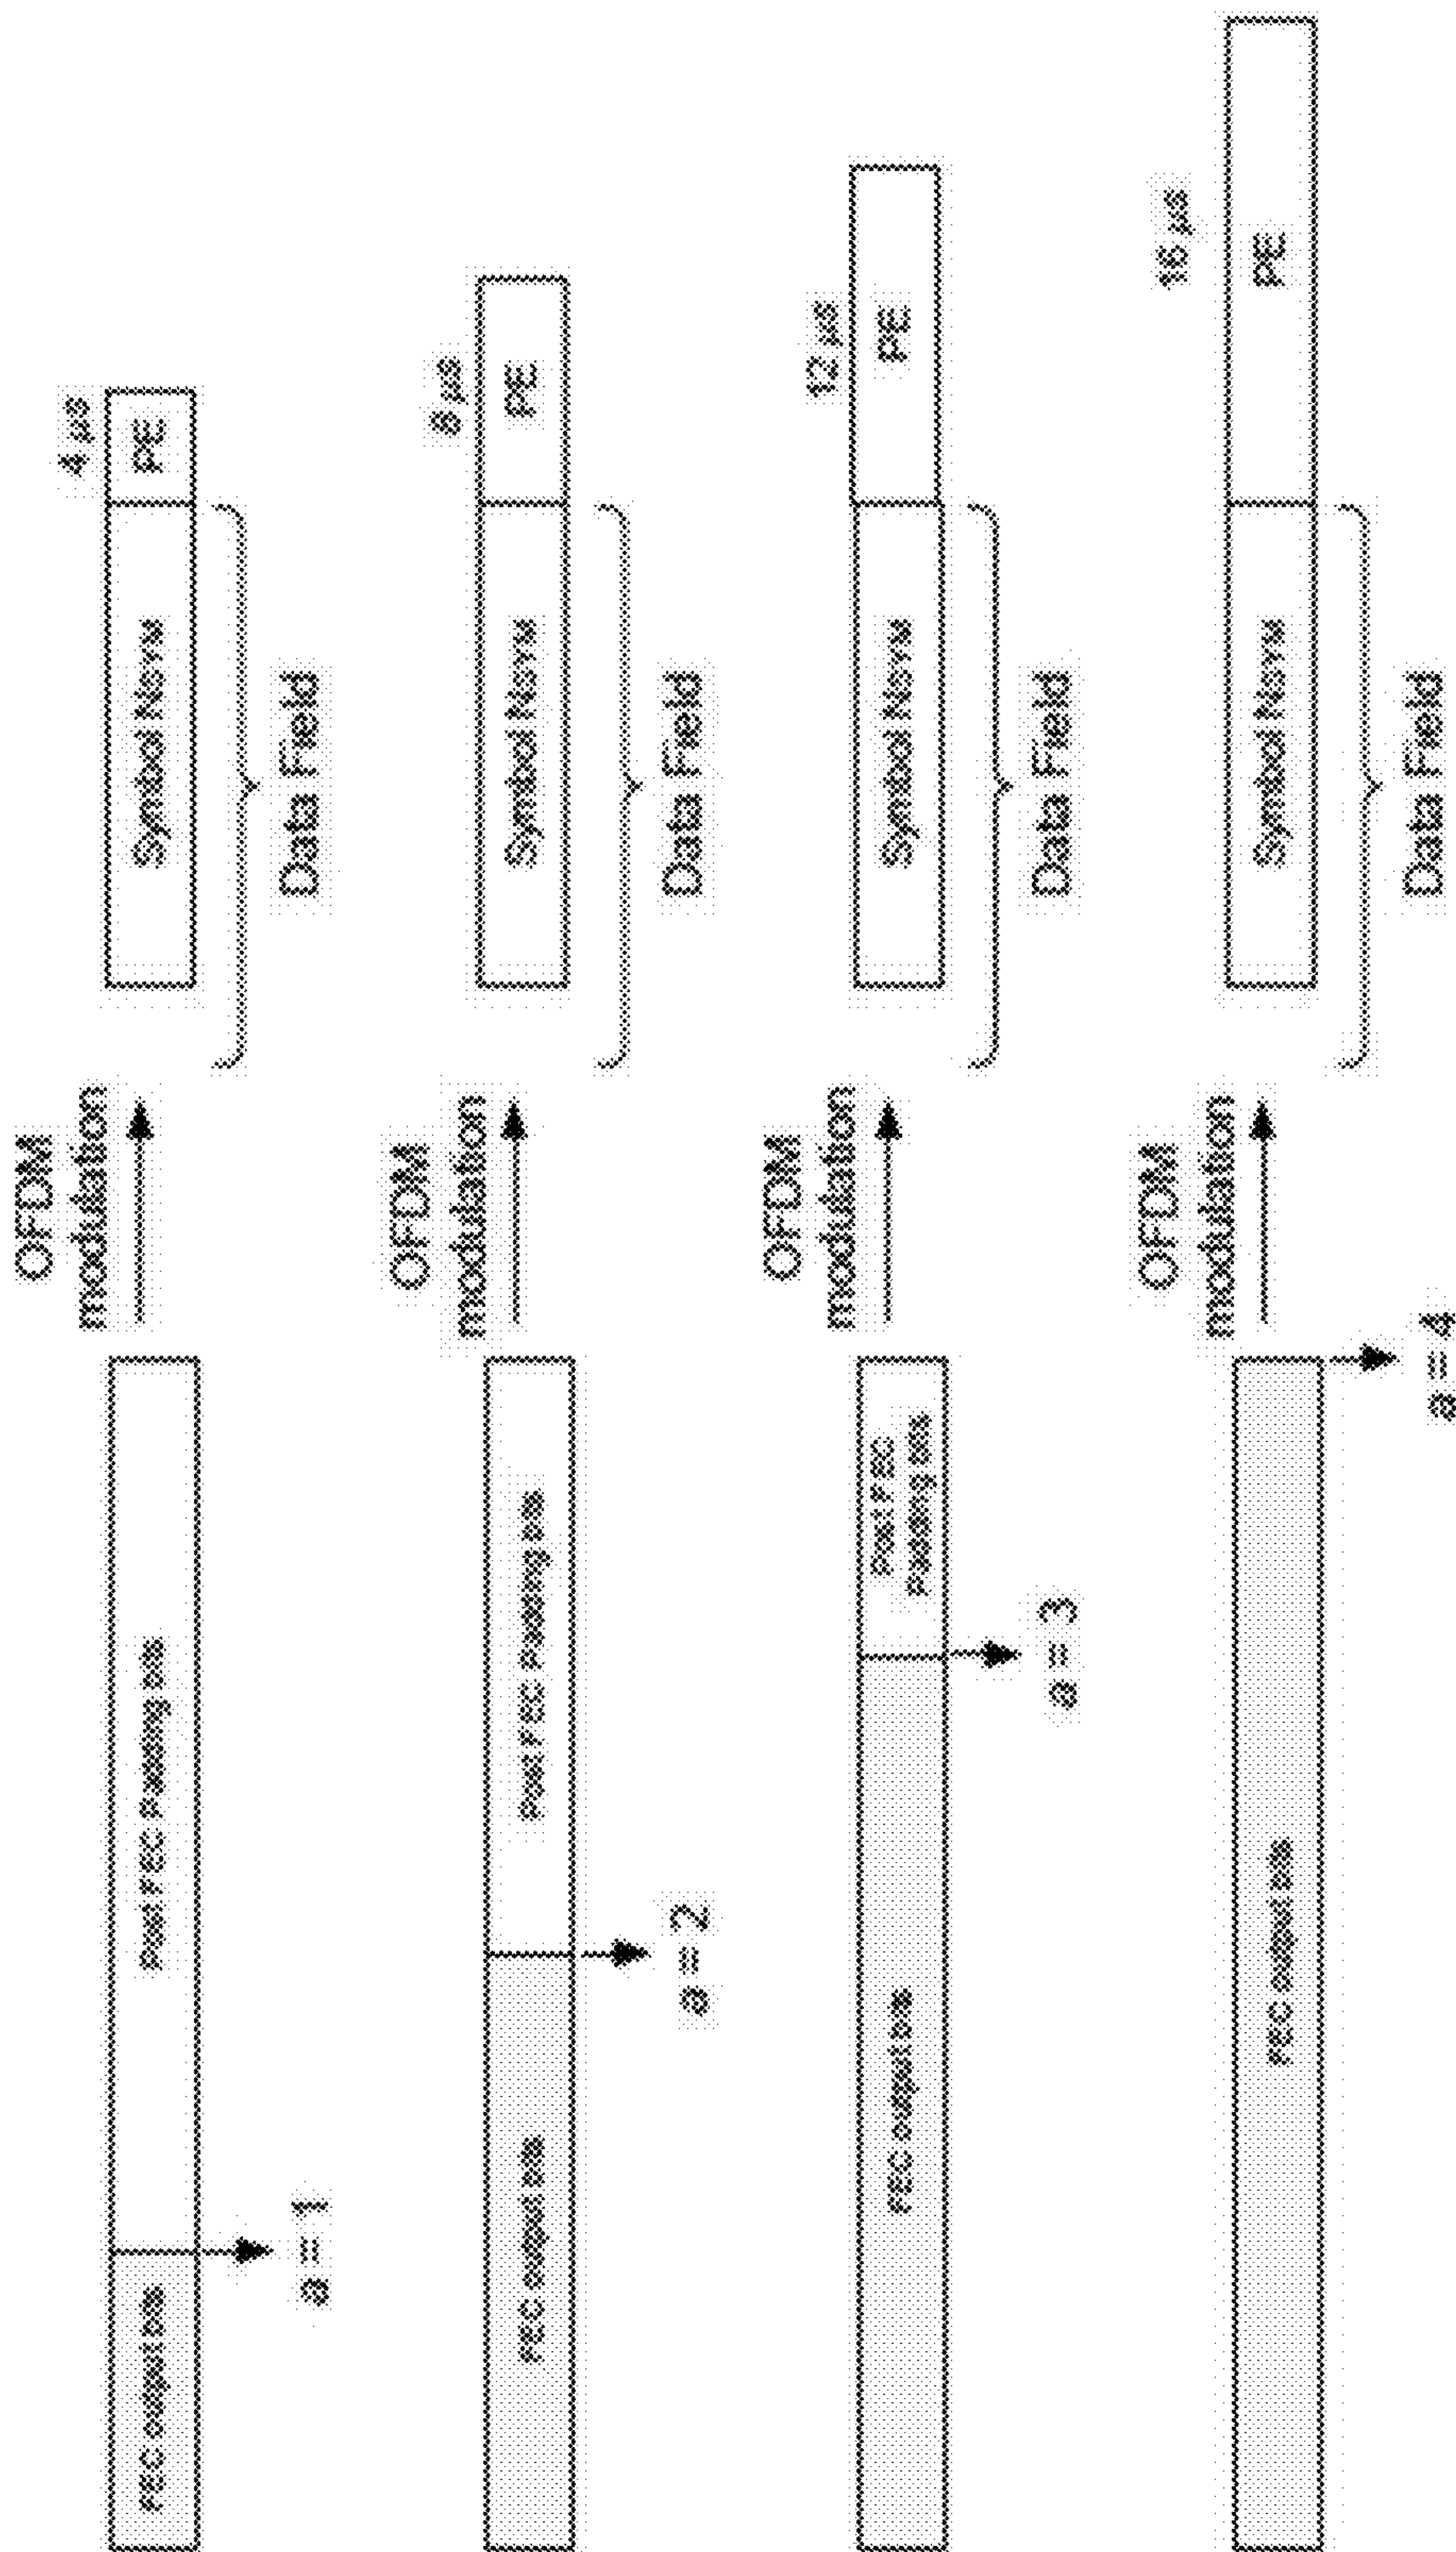 FEC output bits
Post FEC Padding bits
a = 1
OFDM
modulation
Symbol NSYM
4 µs
PE
Data Field
FEC output bits
Post FEC Padding bits
a = 2
OFDM
modulation
Symbol NSYM
8 µs
PE
Data Field
FEC output bits
Post FEC
Padding bits
a = 3
OFDM
modulation
Symbol NSYM
12 µs
PE
Data Field
FEC output bits
a = 4
OFDM
modulation
Symbol NSYM
16 µs
PE
Data Field